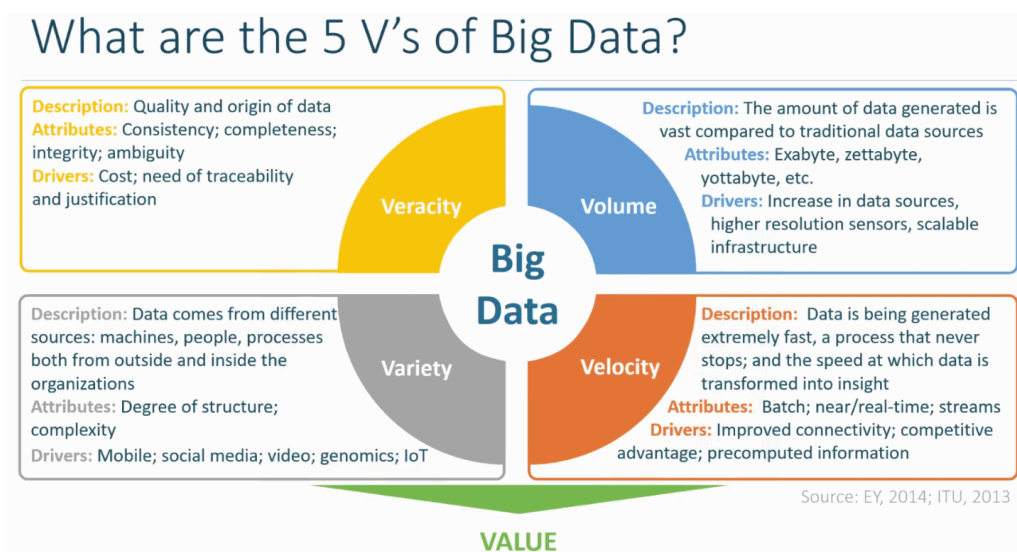 What are the 5 V's of Big Data?
Description: Quality and origin of data
Attributes: Consistency; completeness;
integrity; ambiguity
Drivers: Cost; need of traceability
and justification
Veracity
Description: The amount of data generated is
vast compared to traditional data sources
Attributes: Exabyte, zettabyte,
yottabyte, etc.
Drivers: Increase in data sources,
higher resolution sensors, scalable
infrastructure
Volume
Big
Data
Description: Data comes from different
sources: machines, people, processes
both from outside and inside the
organizations
Attributes: Degree of structure;
complexity
Drivers: Mobile; social media; video; genomics; IoT
Variety
Description: Data is being generated
extremely fast, a process that never
stops; and the speed at which data is
transformed into insight
Attributes: Batch; near/real-time; streams
Drivers: Improved connectivity; competitive
advantage; precomputed information
Velocity
Source: EY, 2014; ITU, 2013
VALUE